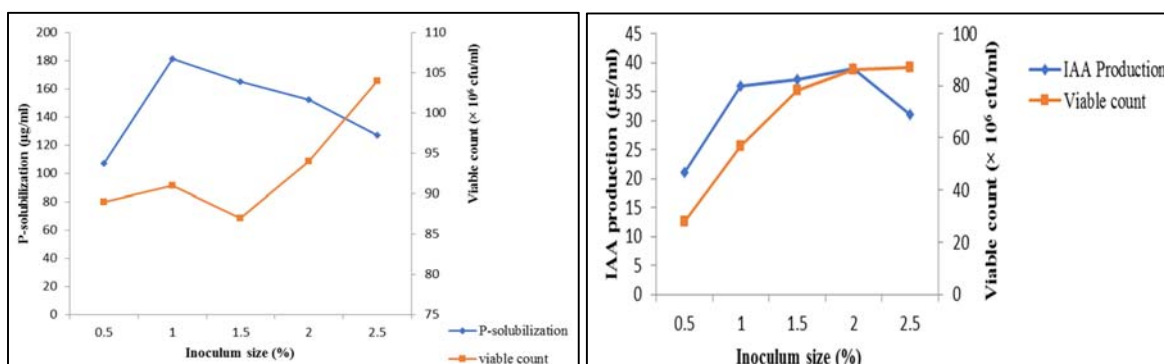 P-solubilization (µg/ml)
200
180
160
140
120
100
80
60
40
20
0
110
105
100
95
90
85
80
75
Viable count (× 10⁶ cfu/ml)
0.5 1 1.5 2 2.5
Inoculum size (%)
P-solubilization
viable count
IAA production (µg/ml)
45
40
35
30
25
20
15
10
5
0
100
80
60
40
20
0
Viable count (× 10⁶ cfu/ml)
0.5 1 1.5 2 2.5
Inoculum size (%)
IAA Production
Viable count